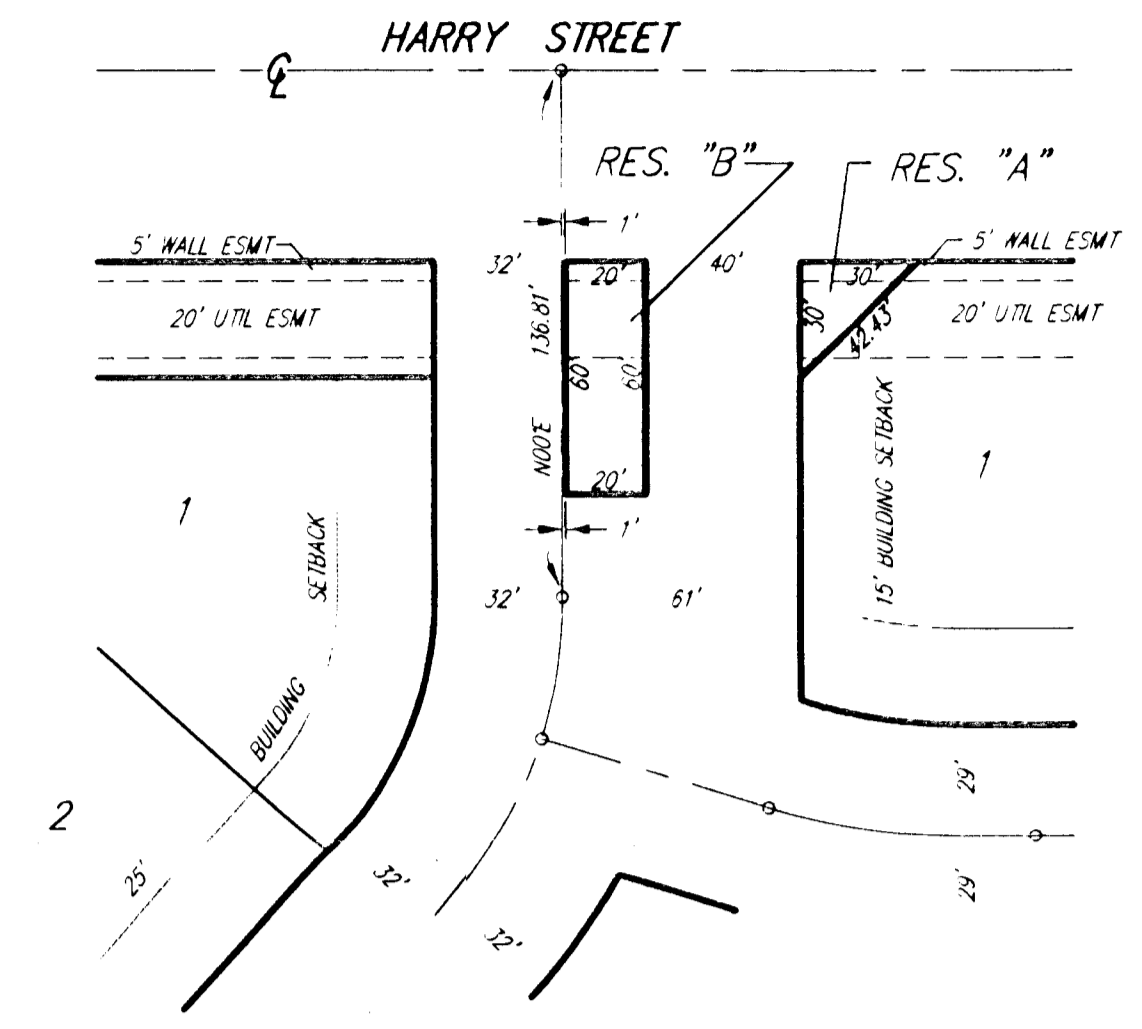 HARRY STREET
℄
RES. "B"
RES. "A"
1'
5' WALL ESMT
5' WALL ESMT
32'
20'
40'
30'
20' UTIL ESMT
136.81'
30'
42.43'
20' UTIL ESMT
60'
60'
N00°E
20'
15' BUILDING SETBACK
1
1
1'
SETBACK
32'
61'
BUILDING
29'
2
25'
32'
29'
32'